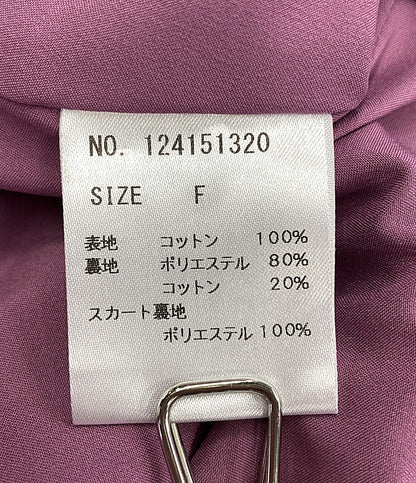 NO. 124151320
SIZE F
表地 コットン 100%
裏地 ポリエステル 80%
コットン 20%
スカート裏地
ポリエステル 100%